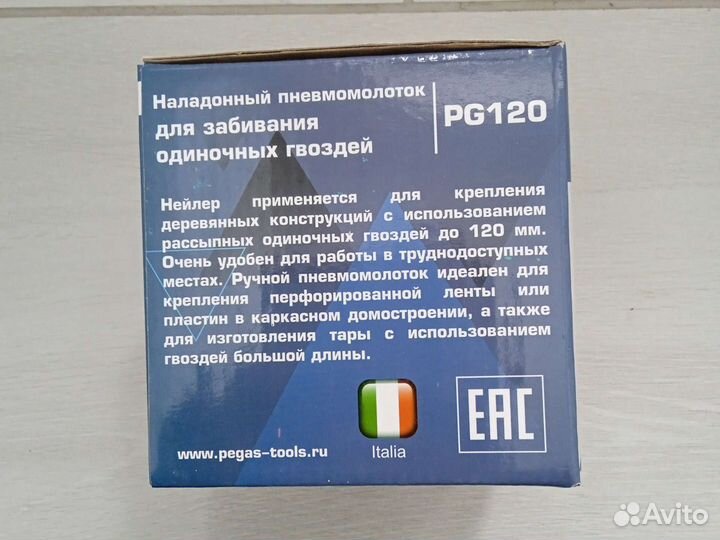 Наладонный пневмомолоток
для забивания
одиночных гвоздей
PG120
Нейлер применяется для крепления
деревянных конструкций с использованием
рассыпных одиночных гвоздей до 120 мм.
Очень удобен для работы в труднодоступных
местах. Ручной пневмомолоток идеален для
крепления перфорированной ленты или
пластин в каркасном домостроении, а также
для изготовления тары с использованием
гвоздей большой длины.
www.pegas-tools.ru
Italia
EAC
Avito